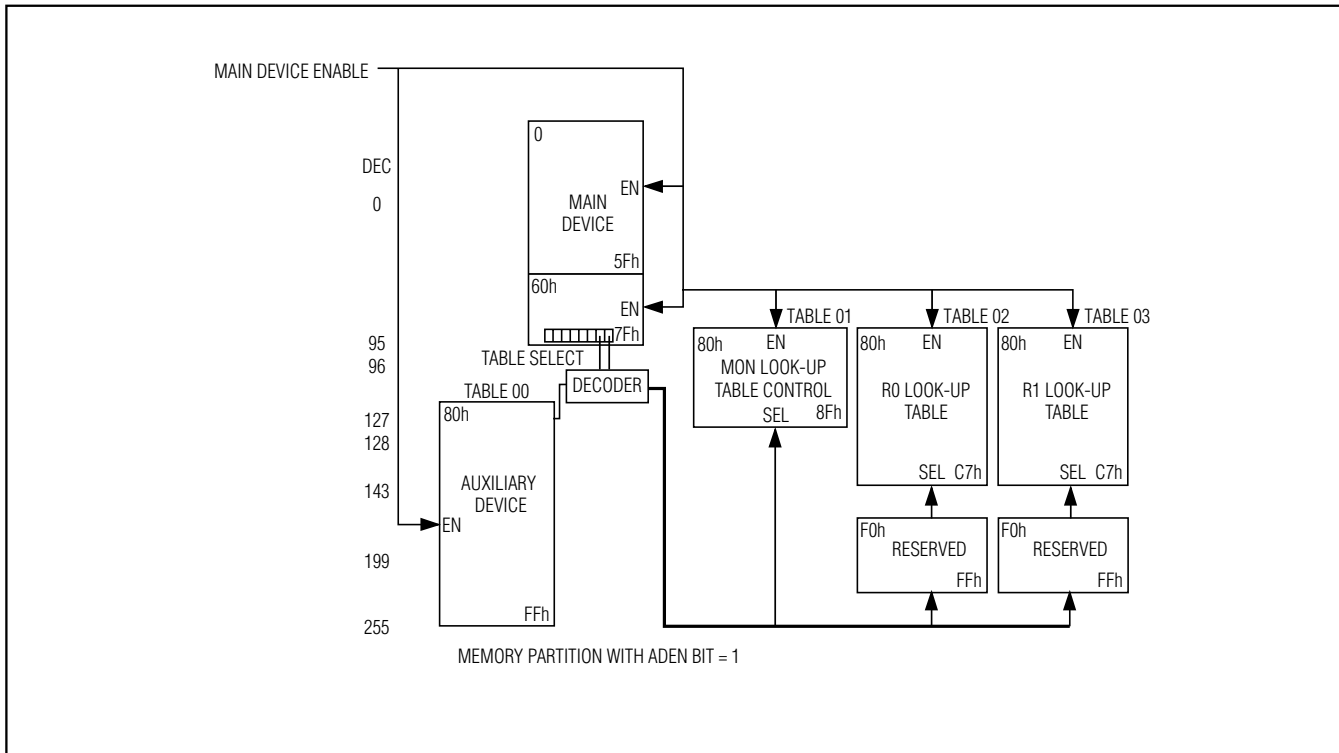 MAIN DEVICE ENABLE
DEC
0
95
96
127
128
143
199
255
0
EN
MAIN
DEVICE
5Fh
60h
EN
7Fh
TABLE SELECT
DECODER
TABLE 00
80h
AUXILIARY
DEVICE
EN
FFh
TABLE 01
80h
EN
MON LOOK-UP
TABLE CONTROL
SEL
8Fh
TABLE 02
80h
EN
R0 LOOK-UP
TABLE
SEL C7h
F0h
RESERVED
FFh
TABLE 03
80h
EN
R1 LOOK-UP
TABLE
SEL C7h
F0h
RESERVED
FFh
MEMORY PARTITION WITH ADEN BIT = 1